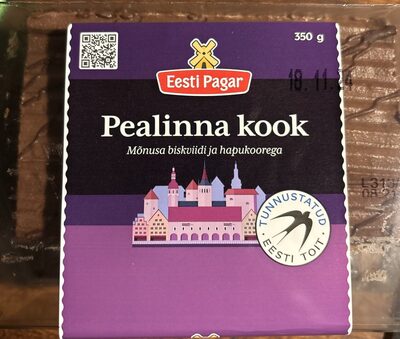 350 g
Eesti Pagar
18.11.24
Pealinna kook
Mõnusa biskviidi ja hapukoorega
TUNNUSTATUD
EESTI TOIT